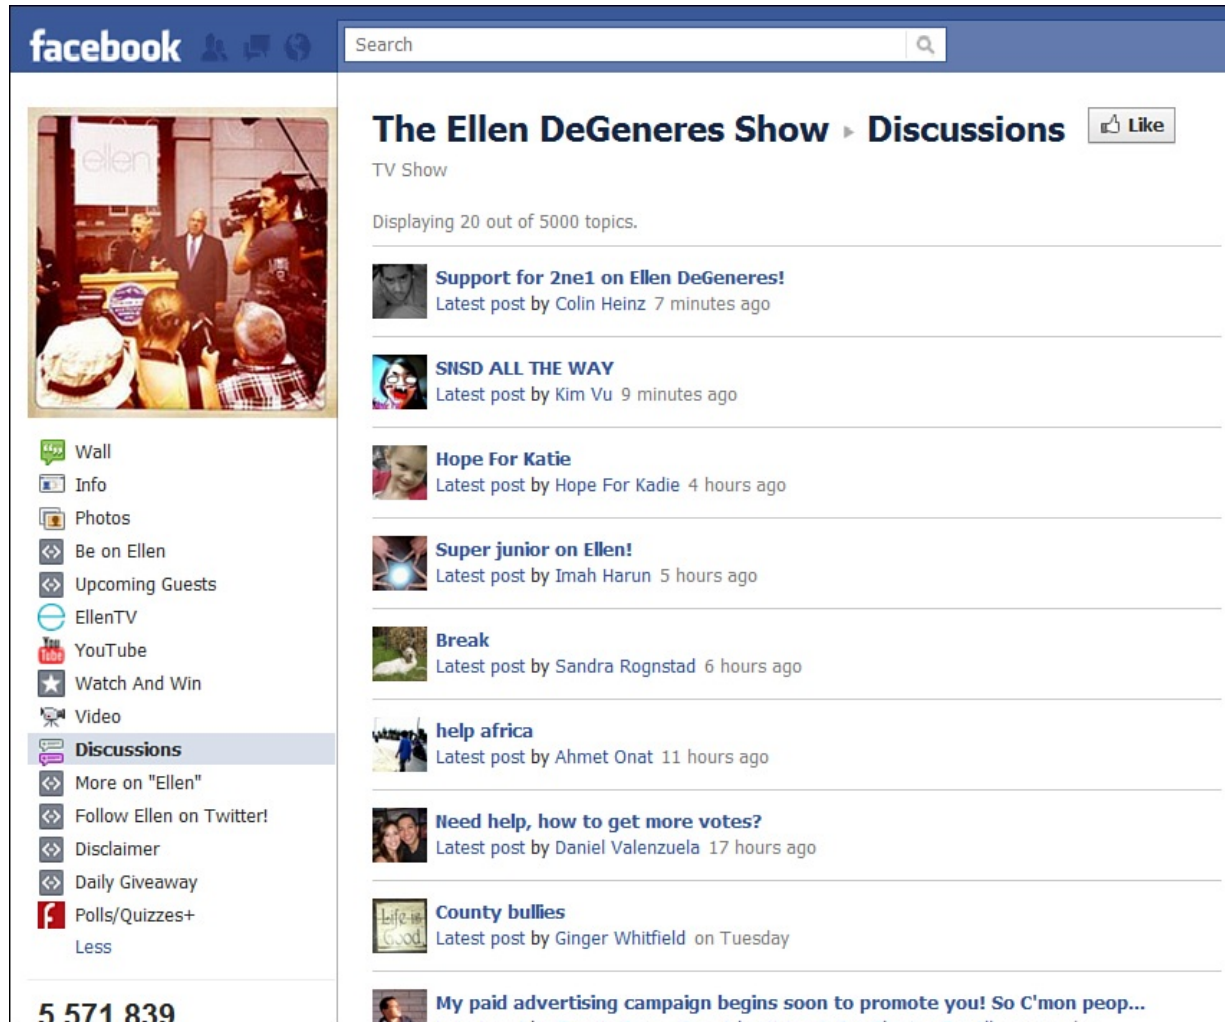 facebook
Search
ellen
The Ellen DeGeneres Show ▸ Discussions
Like
TV Show
Displaying 20 out of 5000 topics.
Support for 2ne1 on Ellen DeGeneres!
Latest post by Colin Heinz 7 minutes ago
SNSD ALL THE WAY
Latest post by Kim Vu 9 minutes ago
Hope For Katie
Latest post by Hope For Kadie 4 hours ago
Super junior on Ellen!
Latest post by Imah Harun 5 hours ago
Break
Latest post by Sandra Rognstad 6 hours ago
help africa
Latest post by Ahmet Onat 11 hours ago
Need help, how to get more votes?
Latest post by Daniel Valenzuela 17 hours ago
Life is
Good
County bullies
Latest post by Ginger Whitfield on Tuesday
My paid advertising campaign begins soon to promote you! So C'mon peop...
Wall
Info
Photos
Be on Ellen
Upcoming Guests
EllenTV
You
Tube
YouTube
Watch And Win
Video
Discussions
More on "Ellen"
Follow Ellen on Twitter!
Disclaimer
Daily Giveaway
Polls/Quizzes+
Less
5,571,839